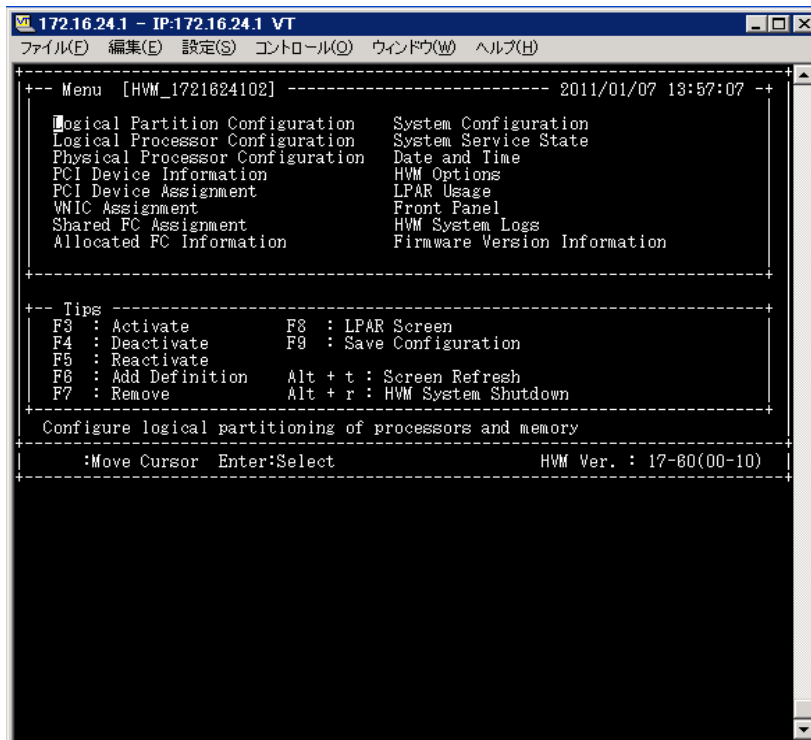 172.16.24.1 - IP:172.16.24.1 VT
ファイル(F) 編集(E) 設定(S) コントロール(O) ウィンドウ(W) ヘルプ(H)
+-- Menu [HVM_1721624102] --------------------------- 2011/01/07 13:57:07 -+
Logical Partition Configuration System Configuration
Logical Processor Configuration System Service State
Physical Processor Configuration Date and Time
PCI Device Information HVM Options
PCI Device Assignment LPAR Usage
VNIC Assignment Front Panel
Shared FC Assignment HVM System Logs
Allocated FC Information Firmware Version Information
+-- Tips -----------------------------------------------------------------+
F3 : Activate F8 : LPAR Screen
F4 : Deactivate F9 : Save Configuration
F5 : Reactivate
F6 : Add Definition Alt + t : Screen Refresh
F7 : Remove Alt + r : HVM System Shutdown
Configure logical partitioning of processors and memory
:Move Cursor Enter:Select HVM Ver. : 17-60(00-10)